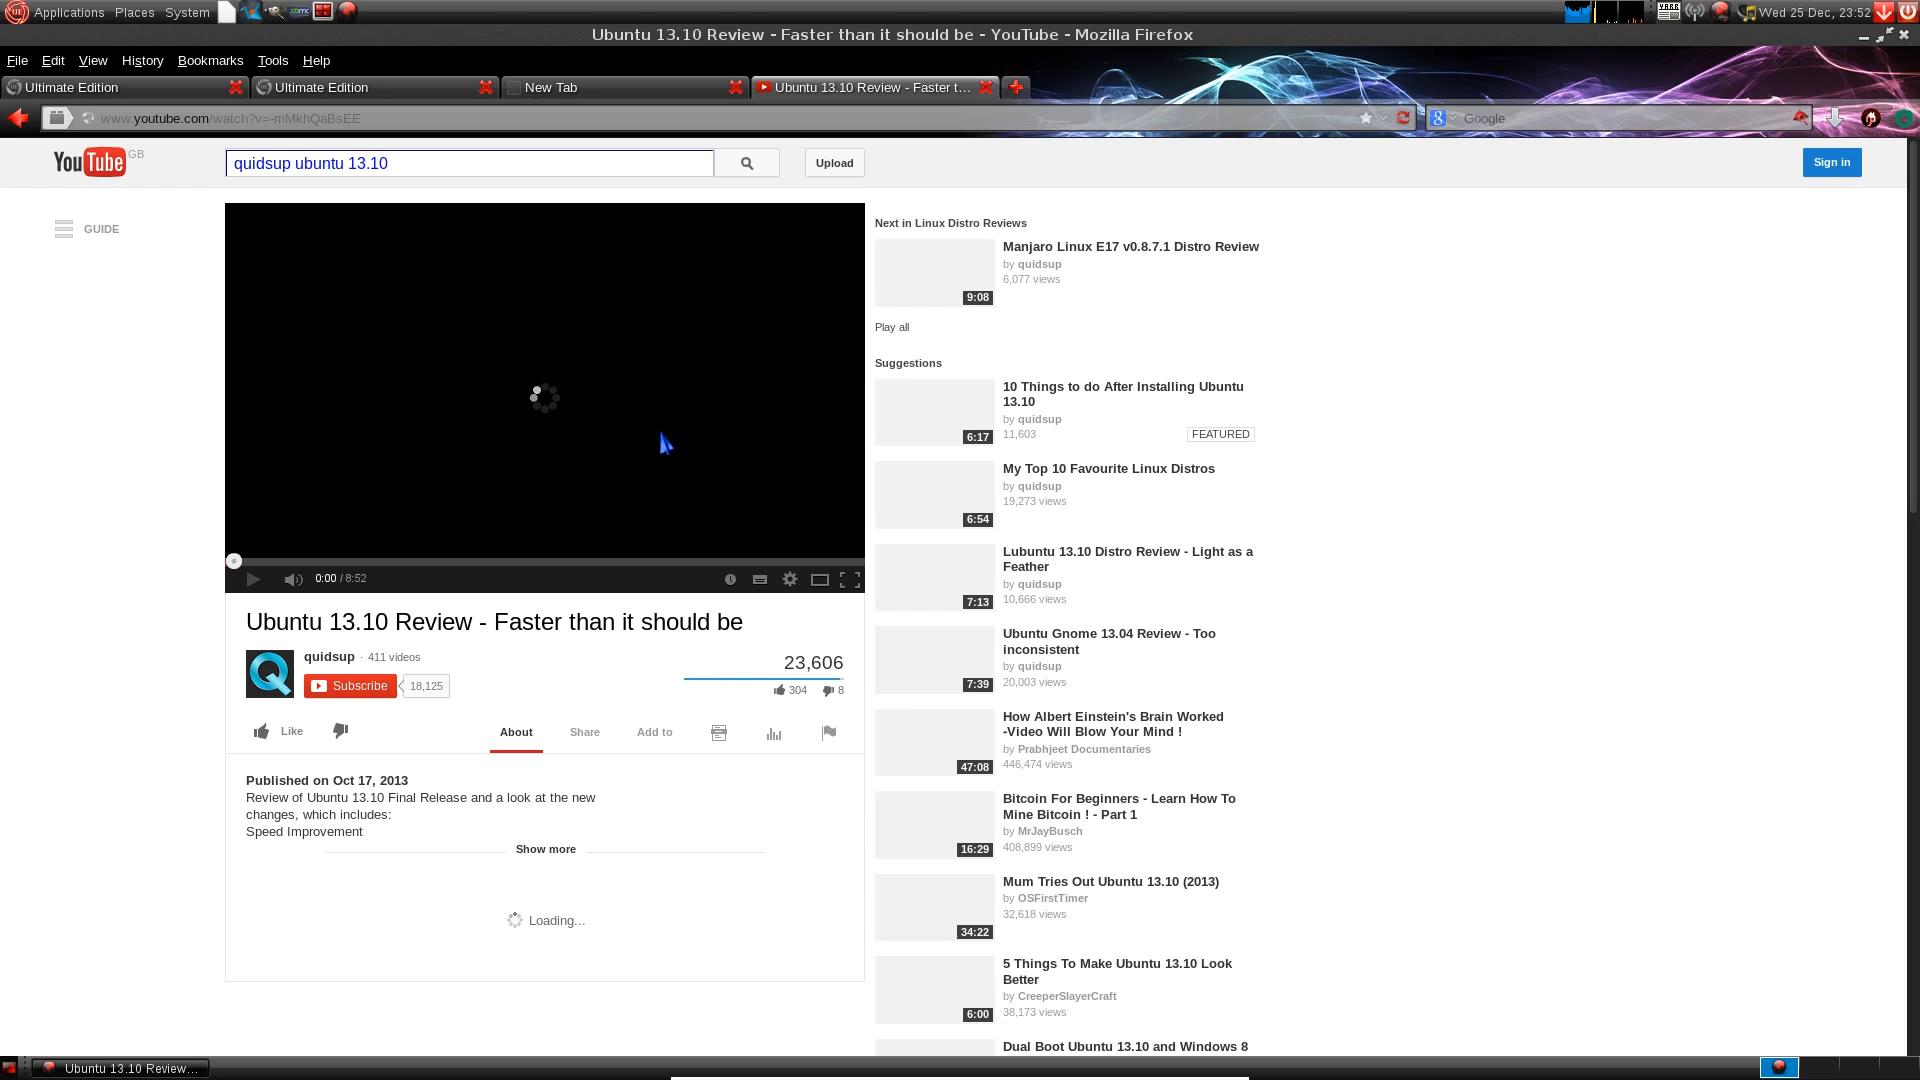 Applications Places System
Wed 25 Dec, 23:52
Ubuntu 13.10 Review - Faster than it should be - YouTube - Mozilla Firefox
File Edit View History Bookmarks Tools Help
Ultimate Edition
Ultimate Edition
New Tab
Ubuntu 13.10 Review - Faster t...
www.youtube.com/watch?v=-mMkhQaBsEE
Google
YouTube GB
quidsup ubuntu 13.10
Upload
Sign in
GUIDE
0:00 / 8:52
Ubuntu 13.10 Review - Faster than it should be
quidsup · 411 videos
Subscribe 18,125
23,606
304 8
Like
About Share Add to
Published on Oct 17, 2013
Review of Ubuntu 13.10 Final Release and a look at the new
changes, which includes:
Speed Improvement
Show more
Loading...
Next in Linux Distro Reviews
Manjaro Linux E17 v0.8.7.1 Distro Review
by quidsup
6,077 views
9:08
Play all
Suggestions
10 Things to do After Installing Ubuntu
13.10
by quidsup
11,603 FEATURED
6:17
My Top 10 Favourite Linux Distros
by quidsup
19,273 views
6:54
Lubuntu 13.10 Distro Review - Light as a
Feather
by quidsup
10,666 views
7:13
Ubuntu Gnome 13.04 Review - Too
inconsistent
by quidsup
20,003 views
7:39
How Albert Einstein's Brain Worked
-Video Will Blow Your Mind !
by Prabhjeet Documentaries
446,474 views
47:08
Bitcoin For Beginners - Learn How To
Mine Bitcoin ! - Part 1
by MrJayBusch
408,899 views
16:29
Mum Tries Out Ubuntu 13.10 (2013)
by OSFirstTimer
32,618 views
34:22
5 Things To Make Ubuntu 13.10 Look
Better
by CreeperSlayerCraft
38,173 views
6:00
Dual Boot Ubuntu 13.10 and Windows 8
Ubuntu 13.10 Review...